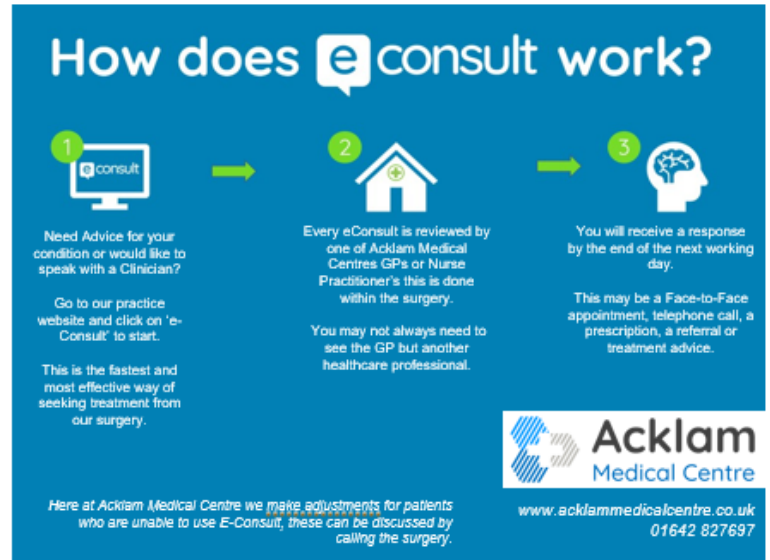 How does e consult work?
1
e consult
Need Advice for your
condition or would like to
speak with a Clinician?
Go to our practice
website and click on 'e-
Consult' to start.
This is the fastest and
most effective way of
seeking treatment from
our surgery.
2
Every eConsult is reviewed by
one of Acklam Medical
Centres GPs or Nurse
Practitioner's this is done
within the surgery.
You may not always need to
see the GP but another
healthcare professional.
3
You will receive a response
by the end of the next working
day.
This may be a Face-to-Face
appointment, telephone call, a
prescription, a referral or
treatment advice.
Acklam
Medical Centre
Here at Acklam Medical Centre we make adjustments for patients
who are unable to use E-Consult, these can be discussed by
calling the surgery.
www.acklammedicalcentre.co.uk
01642 827697